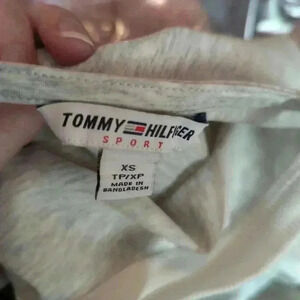 TOMMY HILFIGER
SPORT
XS
TP/XP
MADE IN
BANGLADESH